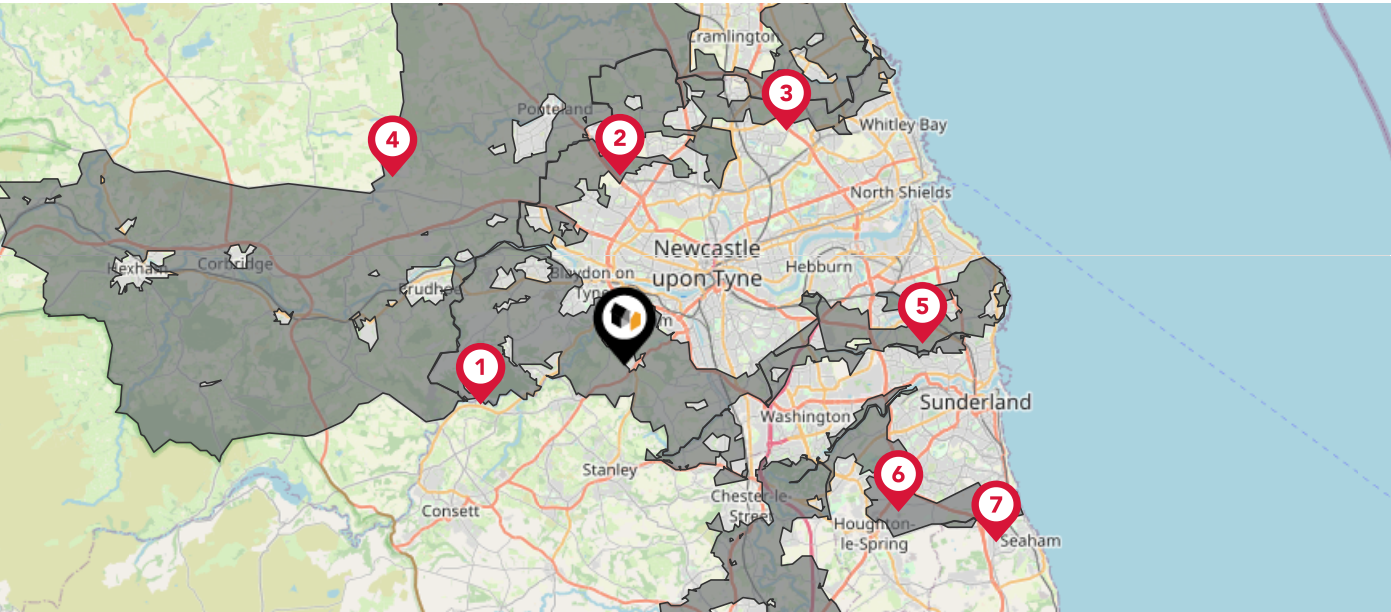 Cramlington
3
Ponteland
4
2
Whitley Bay
North Shields
Newcastle
upon Tyne
Hebburn
Hexham
Corbridge
Blaydon on
Tyne
5
1
Washington
Sunderland
Stanley
6
Consett
Chester-le-
Street
7
Houghton-
le-Spring
Seaham